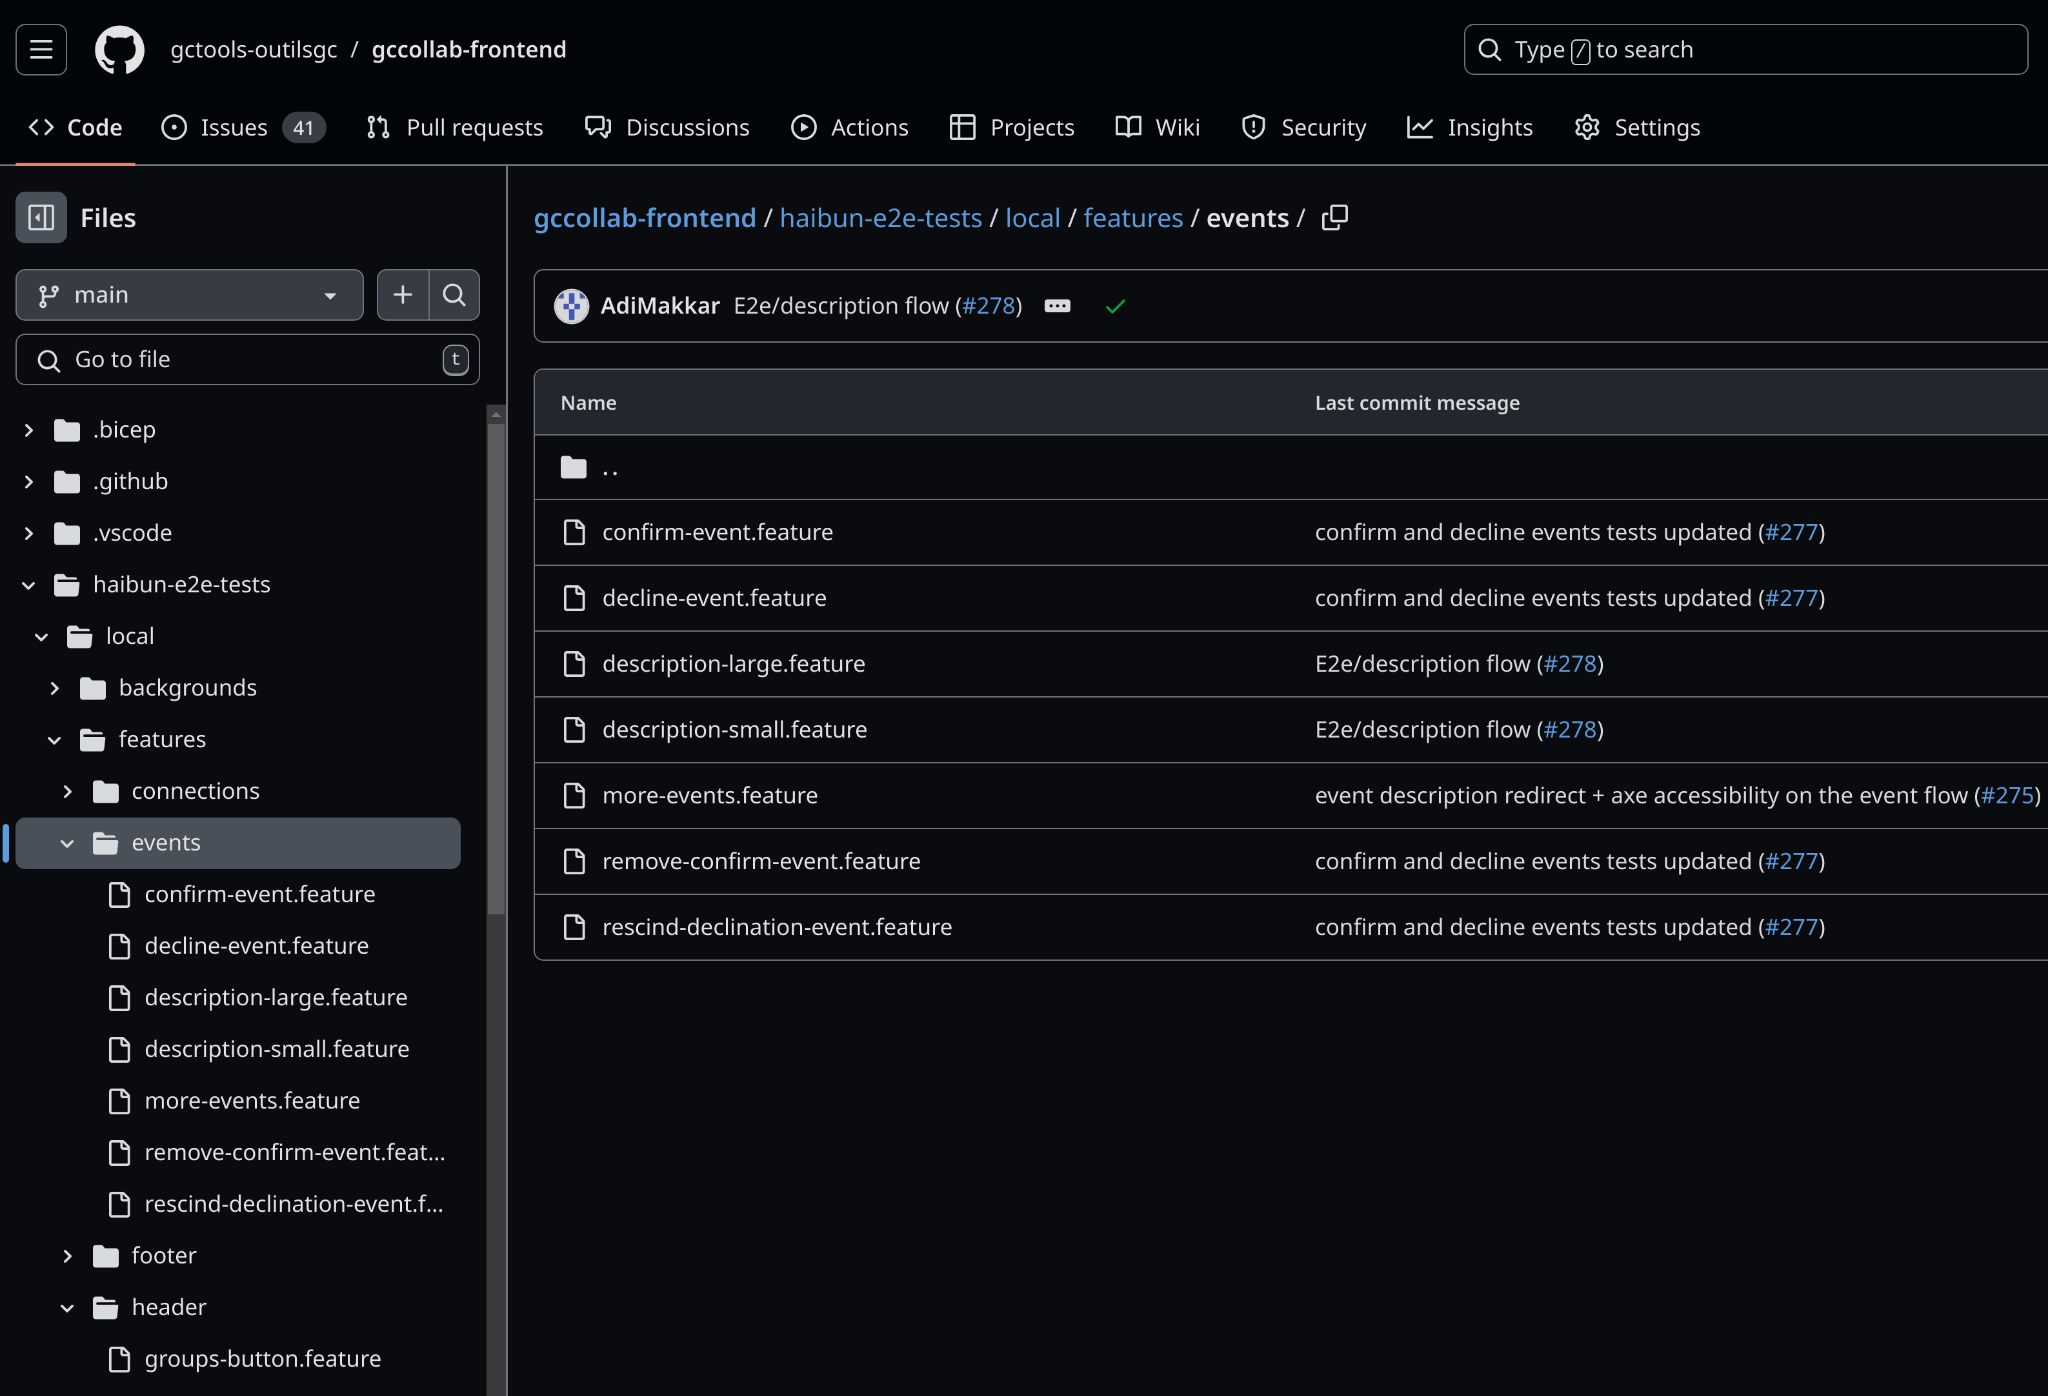 gctools-outilsgc / gccollab-frontend
Type / to search
Code
Issues 41
Pull requests
Discussions
Actions
Projects
Wiki
Security
Insights
Settings
Files
main
Go to file t
.bicep
.github
.vscode
haibun-e2e-tests
local
backgrounds
features
connections
events
confirm-event.feature
decline-event.feature
description-large.feature
description-small.feature
more-events.feature
remove-confirm-event.feat...
rescind-declination-event.f...
footer
header
groups-button.feature
gccollab-frontend / haibun-e2e-tests / local / features / events /
AdiMakkar E2e/description flow (#278)
Name Last commit message
..
confirm-event.feature confirm and decline events tests updated (#277)
decline-event.feature confirm and decline events tests updated (#277)
description-large.feature E2e/description flow (#278)
description-small.feature E2e/description flow (#278)
more-events.feature event description redirect + axe accessibility on the event flow (#275)
remove-confirm-event.feature confirm and decline events tests updated (#277)
rescind-declination-event.feature confirm and decline events tests updated (#277)